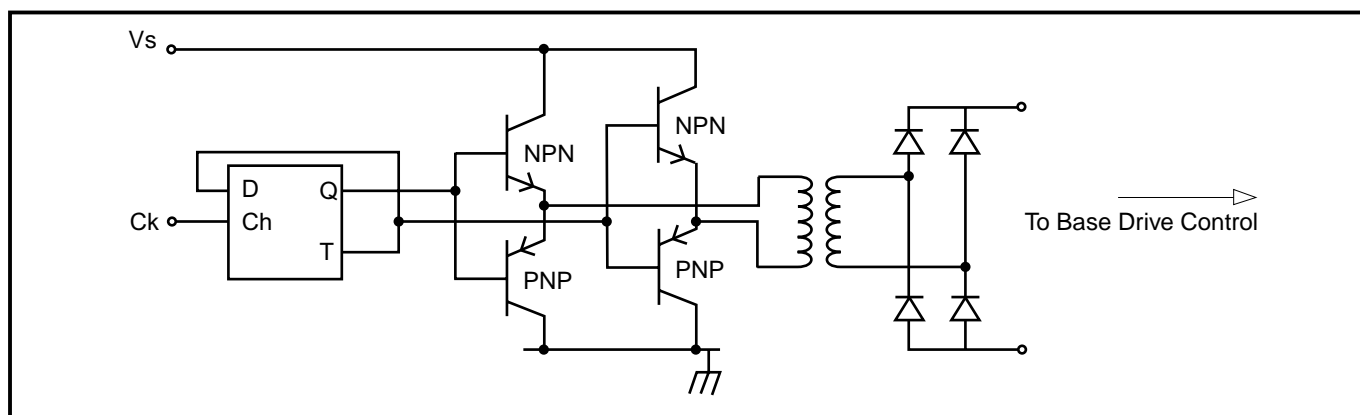 Vs
NPN
NPN
D
Q
Ck
Ch
T
PNP
PNP
To Base Drive Control